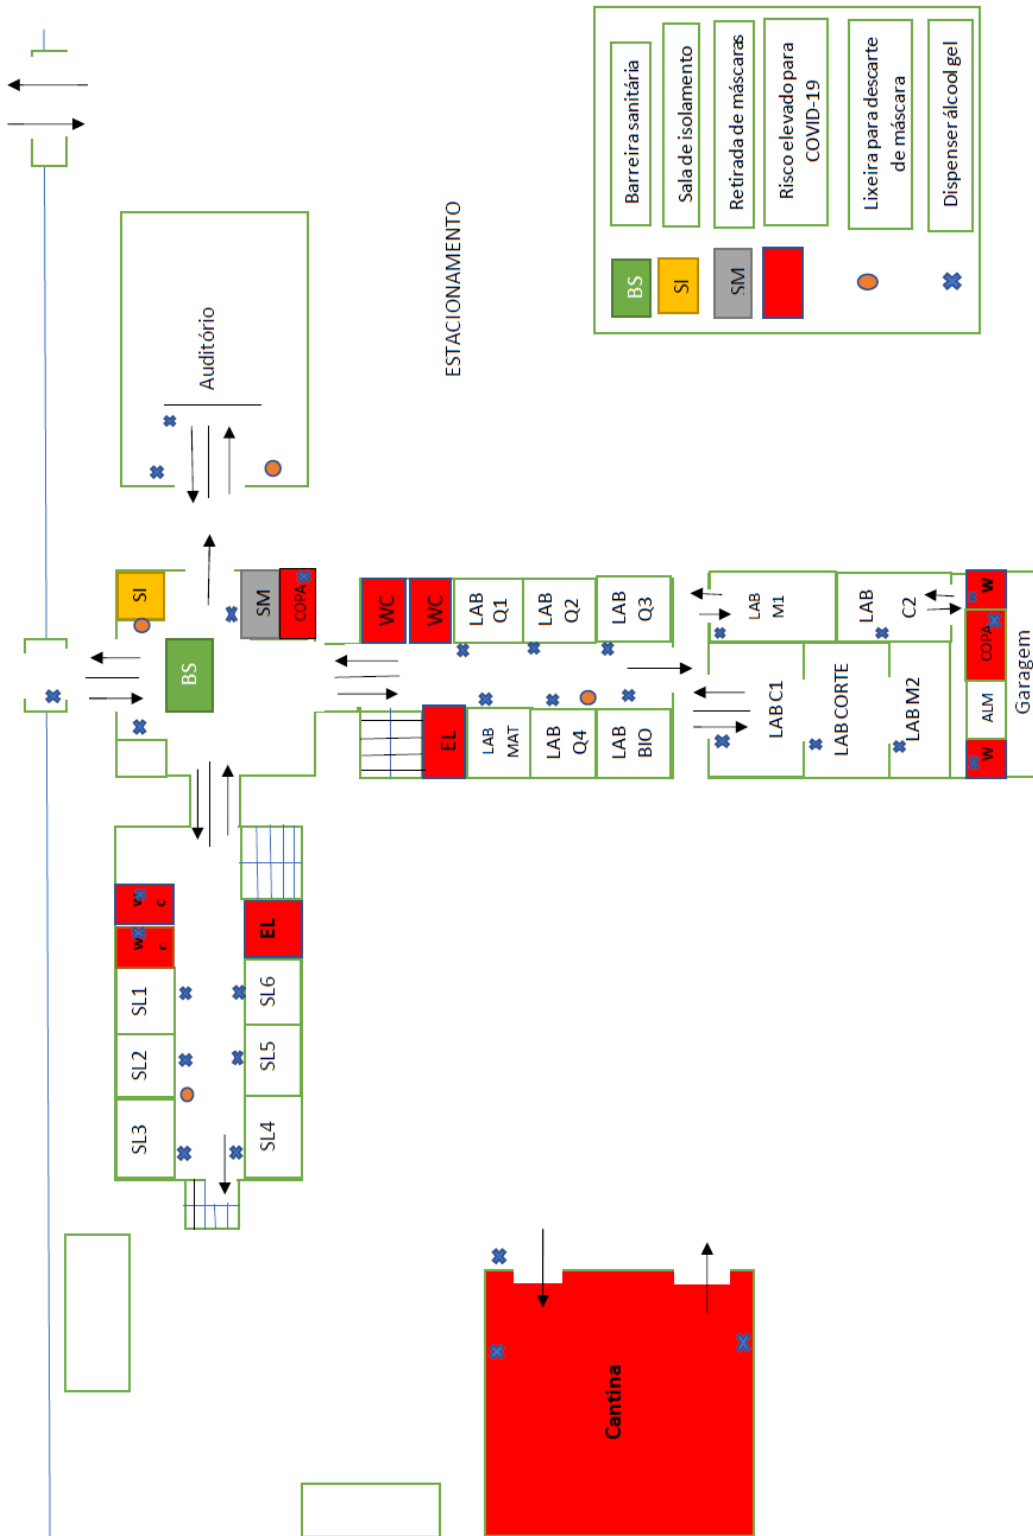 Barreira sanitária
Sala de isolamento
Retirada de máscaras
Risco elevado para
COVID-19
Lixeira para descarte
de máscara
Dispenser álcool gel
BS
SI
SM
ESTACIONAMENTO
Auditório
SI
SM
COPA
BS
WC
WC
LAB
Q1
LAB
Q2
LAB
Q3
LAB
M1
LAB
C2
W
COPA
ALM
W
Garagem
EL
LAB
MAT
LAB
Q4
LAB
BIO
LAB C1
LAB CORTE
LAB M2
W
c
W
c
SL1
SL2
SL3
EL
SL6
SL5
SL4
Cantina